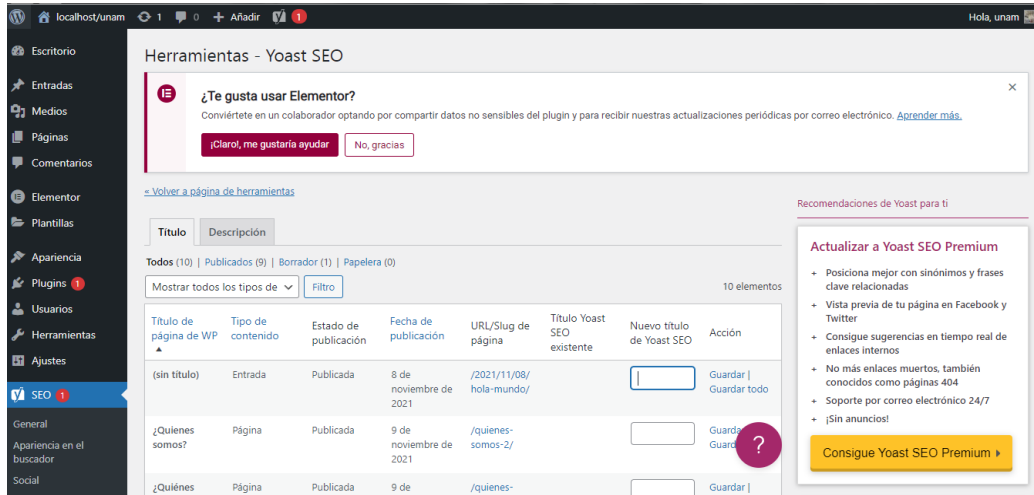 localhost/unam 1 0 + Añadir 1 Hola, unam
Escritorio
Entradas
Medios
Páginas
Comentarios
Elementor
Plantillas
Apariencia
Plugins 1
Usuarios
Herramientas
Ajustes
SEO 1
General
Apariencia en el
buscador
Social
Herramientas - Yoast SEO
¿Te gusta usar Elementor?
Conviértete en un colaborador optando por compartir datos no sensibles del plugin y para recibir nuestras actualizaciones periódicas por correo electrónico. Aprender más.
¡Claro!, me gustaría ayudar No, gracias
« Volver a página de herramientas
Título Descripción
Todos (10) | Publicados (9) | Borrador (1) | Papelera (0)
Mostrar todos los tipos de Filtro 10 elementos
Título de
página de WP
Tipo de
contenido
Estado de
publicación
Fecha de
publicación
URL/Slug de
página
Título Yoast
SEO
existente
Nuevo título
de Yoast SEO
Acción
(sin título)
Entrada
Publicada
8 de
noviembre de
2021
/2021/11/08/
hola-mundo/
Guardar |
Guardar todo
¿Quienes
somos?
Página
Publicada
9 de
noviembre de
2021
/quienes-
somos-2/
Guarda
Guard
?
¿Quiénes
Página
Publicada
9 de
/quienes-
Guardar |
Recomendaciones de Yoast para ti
Actualizar a Yoast SEO Premium
+ Posiciona mejor con sinónimos y frases
clave relacionadas
+ Vista previa de tu página en Facebook y
Twitter
+ Consigue sugerencias en tiempo real de
enlaces internos
+ No más enlaces muertos, también
conocidos como páginas 404
+ Soporte por correo electrónico 24/7
+ ¡Sin anuncios!
Consigue Yoast SEO Premium